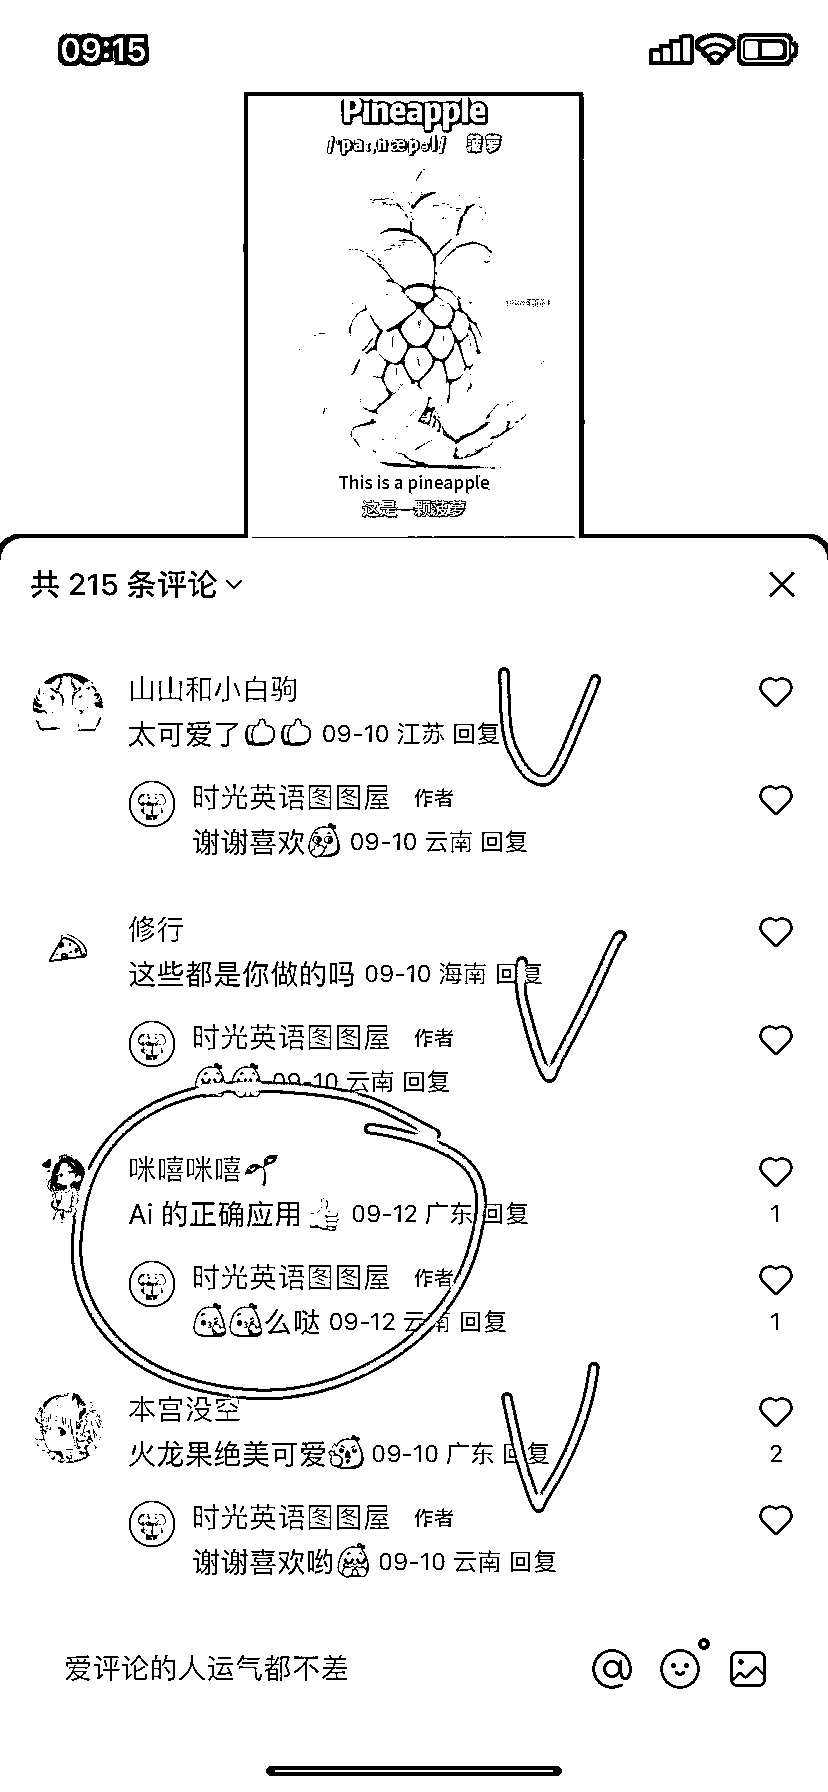 09:15
Pineapple
/ˈpaɪˌnæpəl/ 菠萝
This is a pineapple
这是一颗菠萝
共 215 条评论
山山和小白驹
太可爱了 09-10 江苏 回复
时光英语图图屋 作者
谢谢喜欢 09-10 云南 回复
修行
这些都是你做的吗 09-10 海南 回复
时光英语图图屋 作者
09-10 云南 回复
咪嘻咪嘻
Ai 的正确应用 09-12 广东 回复
1
时光英语图图屋 作者
么哒 09-12 云南 回复
1
本宫没空
火龙果绝美可爱 09-10 广东 回复
2
时光英语图图屋 作者
谢谢喜欢哟 09-10 云南 回复
爱评论的人运气都不差